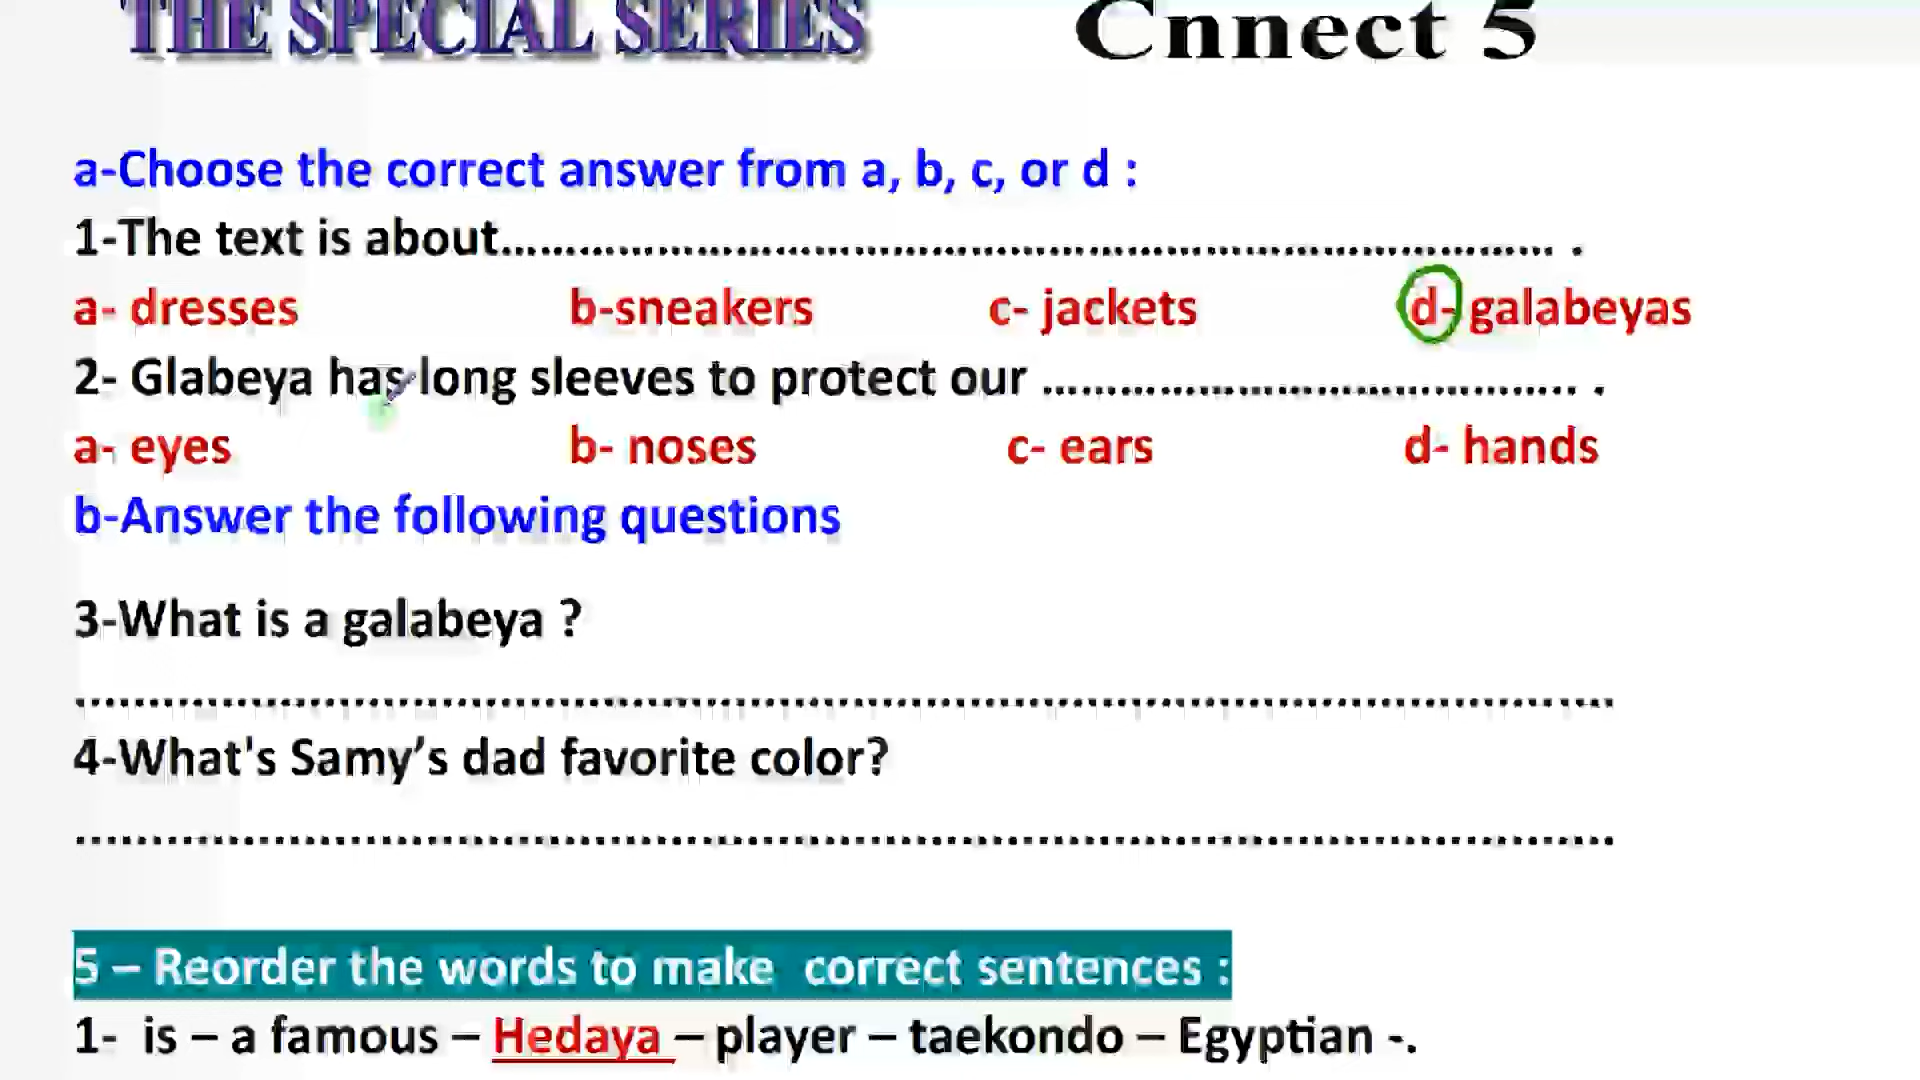 THE SPECIAL SERIES Cnnect 5
a-Choose the correct answer from a, b, c, or d :
1-The text is about................................................................................ .
a- dresses b-sneakers c- jackets d- galabeyas
2- Glabeya has long sleeves to protect our ........................................ .
a- eyes b- noses c- ears d- hands
b-Answer the following questions
3-What is a galabeya ?
........................................................................................................................
4-What's Samy’s dad favorite color?
........................................................................................................................
5 – Reorder the words to make correct sentences :
1- is – a famous – Hedaya – player – taekondo – Egyptian -.